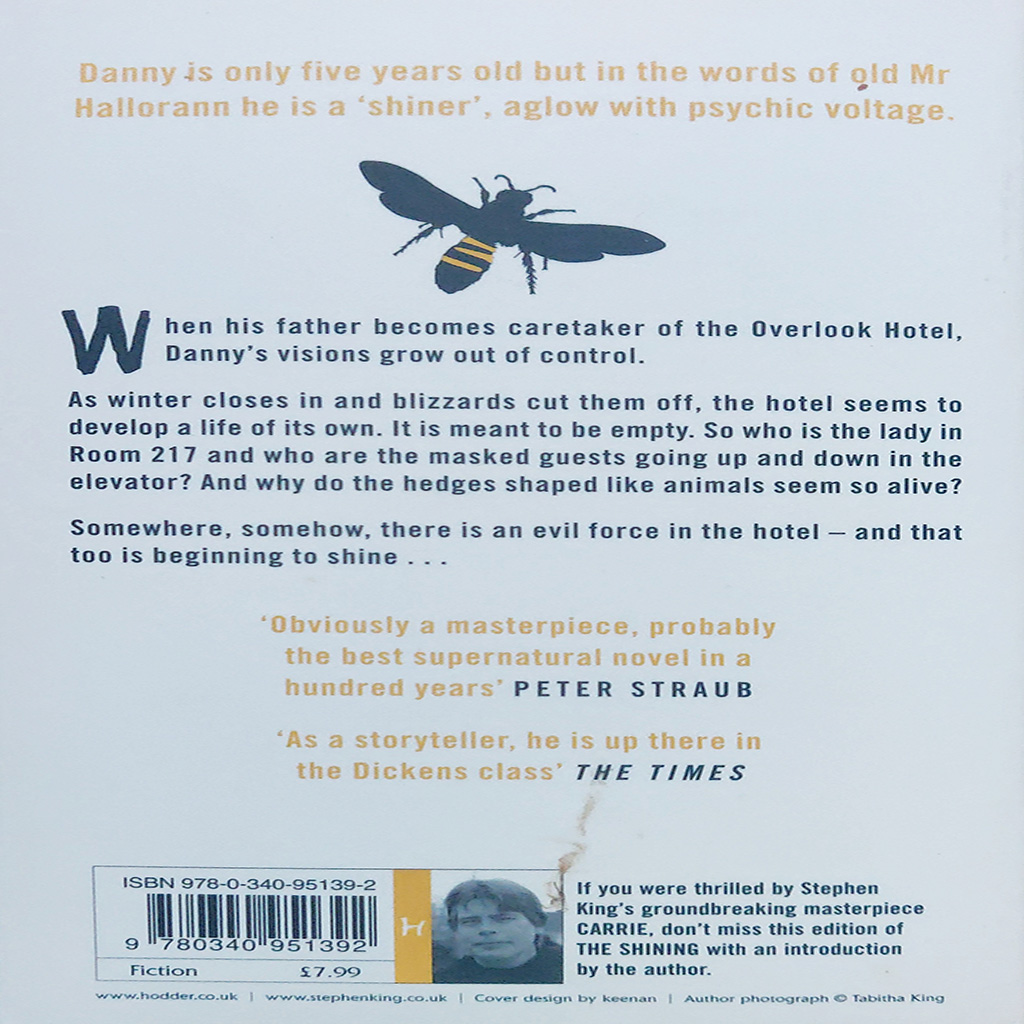 Danny is only five years old but in the words of old Mr
Hallorann he is a ‘shiner’, aglow with psychic voltage.
When his father becomes caretaker of the Overlook Hotel,
Danny’s visions grow out of control.
As winter closes in and blizzards cut them off, the hotel seems to
develop a life of its own. It is meant to be empty. So who is the lady in
Room 217 and who are the masked guests going up and down in the
elevator? And why do the hedges shaped like animals seem so alive?
Somewhere, somehow, there is an evil force in the hotel – and that
too is beginning to shine . . .
‘Obviously a masterpiece, probably
the best supernatural novel in a
hundred years’ PETER STRAUB
‘As a storyteller, he is up there in
the Dickens class’ THE TIMES
ISBN 978-0-340-95139-2
9 780340 951392
Fiction £7.99
H
If you were thrilled by Stephen
King’s groundbreaking masterpiece
CARRIE, don’t miss this edition of
THE SHINING with an introduction
by the author.
www.hodder.co.uk | www.stephenking.co.uk | Cover design by keenan | Author photograph © Tabitha King